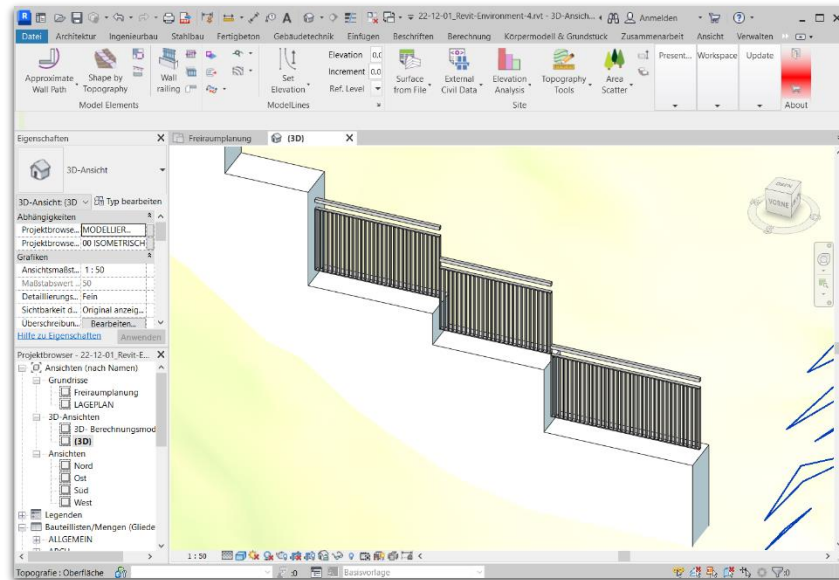 22-12-01_Revit-Environment-4.rvt - 3D-Ansich...
Anmelden
Datei Architektur Ingenieurbau Stahlbau Fertigbeton Gebäudetechnik Einfügen Beschriften Berechnung Körpermodell & Grundstück Zusammenarbeit Ansicht Verwalten
Approximate Wall Path
Shape by Topography
Wall railing
Set Elevation
Elevation 0,0
Increment 0.0
Ref. Level
Surface from File
External Civil Data
Elevation Analysis
Topography Tools
Area Scatter
Present...
Workspace
Update
Model Elements
ModelLines
Site
About
Eigenschaften
Freiraumplanung
(3D)
3D-Ansicht
3D-Ansicht: (3D
Typ bearbeiten
Abhängigkeiten
Projektbrowse... MODELLIER...
Projektbrowse... 00 ISOMETRISCH
Grafiken
Ansichtsmaßst... 1 : 50
Maßstabswert ... 50
Detaillierungs... Fein
Sichtbarkeit d... Original anzeig...
Überschreibun... Bearbeiten...
Hilfe zu Eigenschaften
Anwenden
Projektbrowser - 22-12-01_Revit-E...
Ansichten (nach Namen)
Grundrisse
Freiraumplanung
LAGEPLAN
3D-Ansichten
3D- Berechnungsmod
(3D)
Ansichten
Nord
Ost
Süd
West
Legenden
Bauteillisten/Mengen (Gliede
ALLGEMEIN
VORNE
1 : 50
Topografie : Oberfläche
:0
Basisvorlage
:0